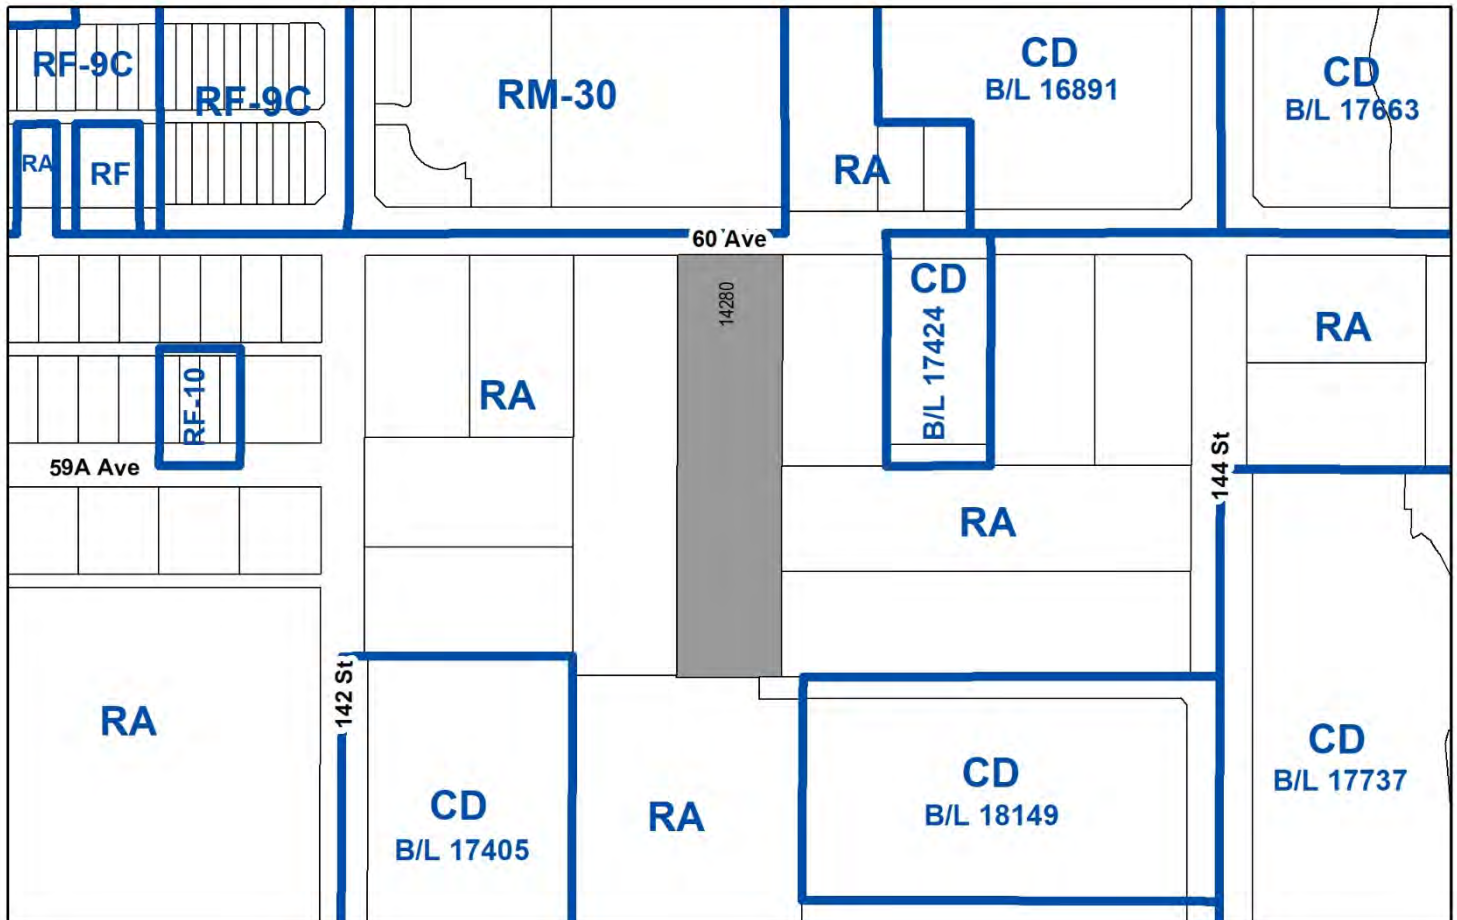 CD
B/L 16891
CD
B/L 17663
RF-9C
RF-9C
RM-30
RA
RF
RA
60 Ave
14280
CD
B/L 17424
RA
RA
RF-10
59A Ave
144 St
RA
142 St
RA
CD
B/L 17405
RA
CD
B/L 18149
CD
B/L 17737